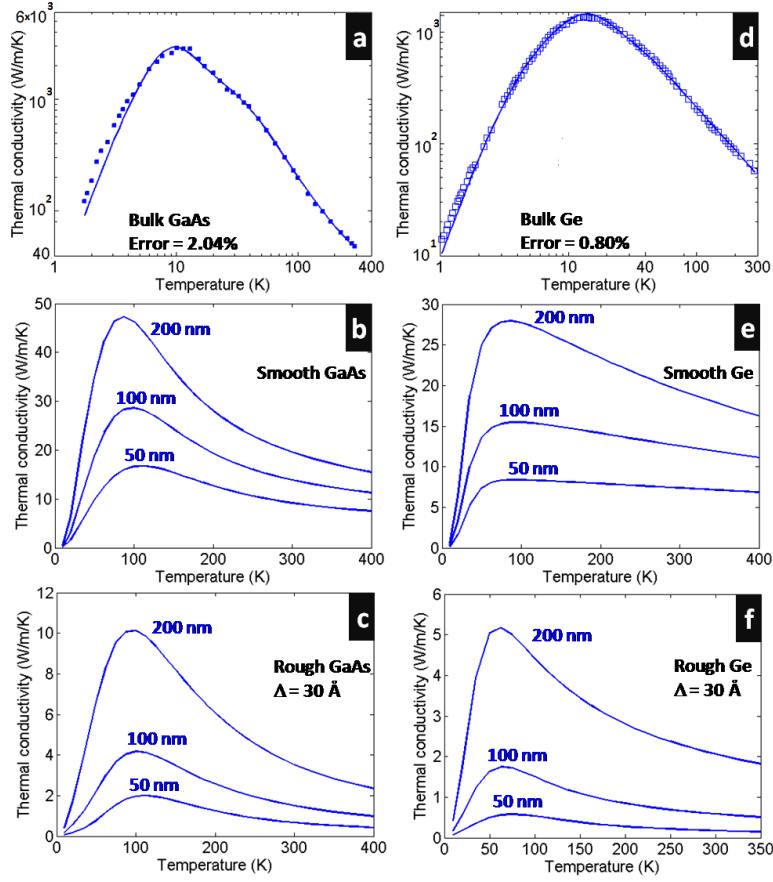 a
Thermal conductivity (W/m/K)
6×10³
10³
10²
40
Bulk GaAs
Error = 2.04%
1
10
100
400
Temperature (K)
d
Thermal conductivity (W/m/K)
10³
10²
10¹
Bulk Ge
Error = 0.80%
1
10
40
100
300
Temperature (K)
b
Thermal conductivity (W/m/K)
50
40
30
20
10
0
200 nm
Smooth GaAs
100 nm
50 nm
0
100
200
300
400
Temperature (K)
e
Thermal conductivity (W/m/K)
30
25
20
15
10
5
0
200 nm
Smooth Ge
100 nm
50 nm
0
100
200
300
400
Temperature (K)
c
Thermal conductivity (W/m/K)
12
10
8
6
4
2
0
200 nm
Rough GaAs
Δ = 30 Å
100 nm
50 nm
0
100
200
300
400
Temperature (K)
f
Thermal conductivity (W/m/K)
6
5
4
3
2
1
0
200 nm
Rough Ge
Δ = 30 Å
100 nm
50 nm
0
50
100
150
200
250
300
350
Temperature (K)